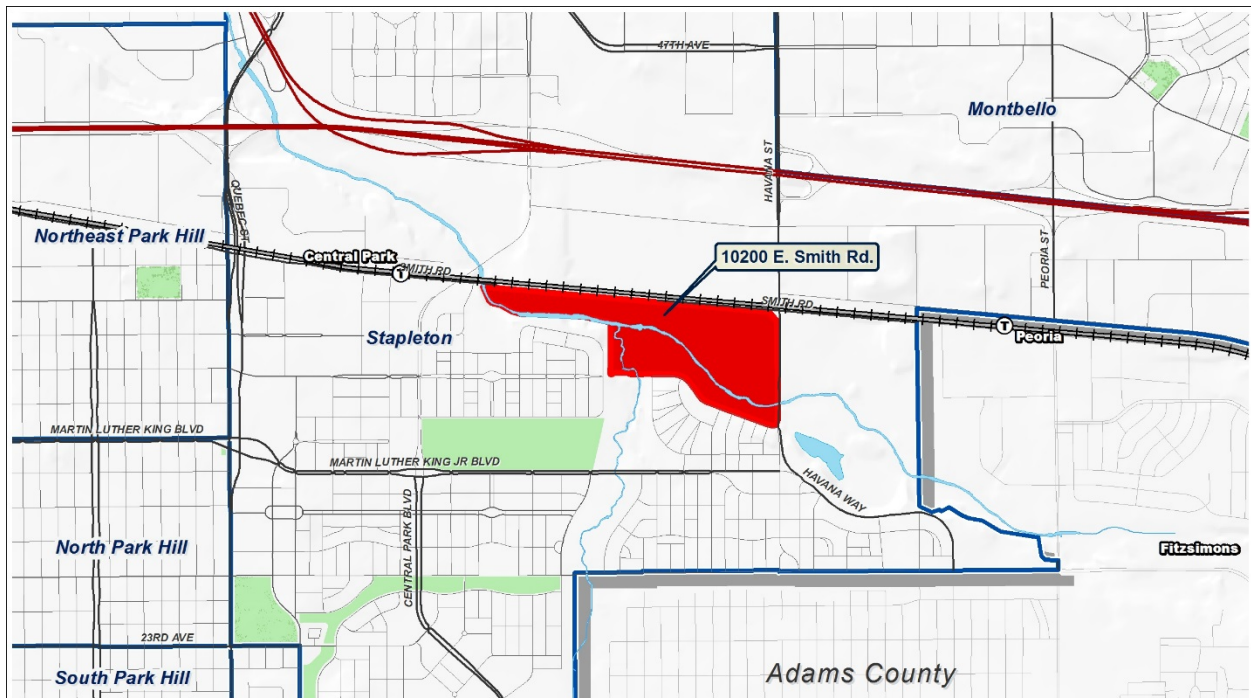 47TH AVE
Montbello
HAVANA ST
QUEBEC ST
PEORIA ST
Northeast Park Hill
Central Park
T
SMITH RD
10200 E. Smith Rd.
SMITH RD
T
Peoria
Stapleton
MARTIN LUTHER KING BLVD
MARTIN LUTHER KING JR BLVD
HAVANA WAY
CENTRAL PARK BLVD
North Park Hill
Fitzsimons
23RD AVE
South Park Hill
Adams County